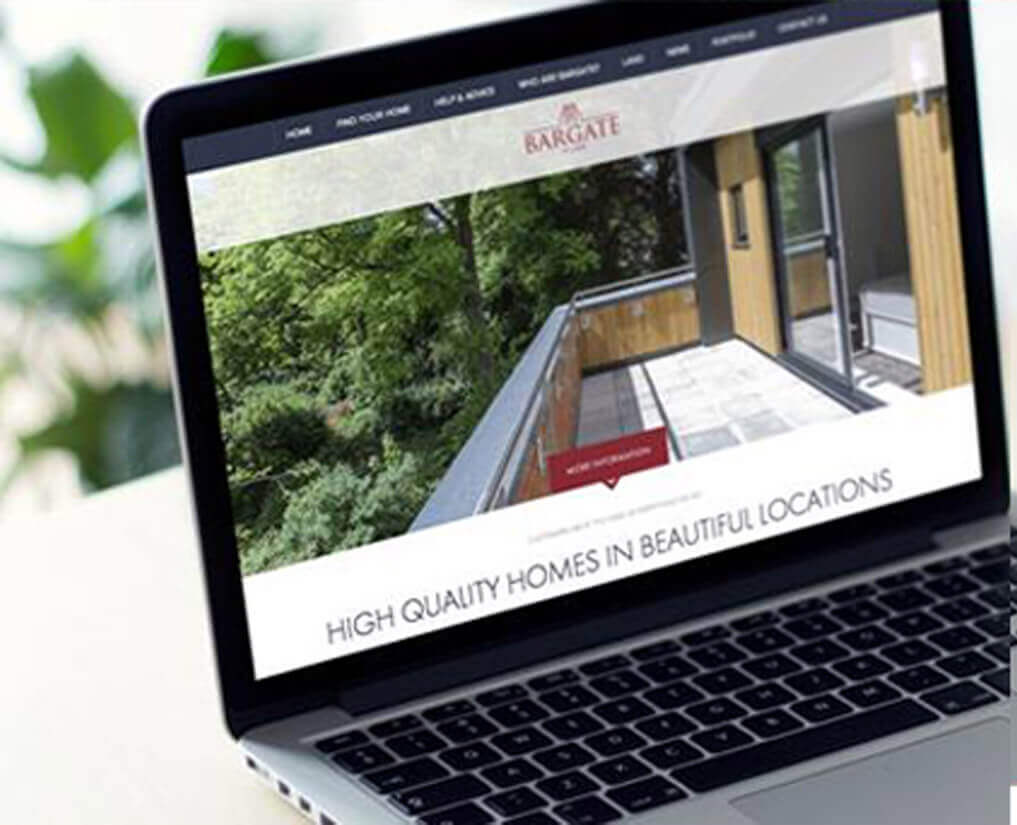 HOME FIND YOUR HOME HELP & ADVICE WHO ARE BARGATE? LAND NEWS PORTFOLIO CONTACT US
BARGATE
MORE INFORMATION
HIGH QUALITY HOMES IN BEAUTIFUL LOCATIONS